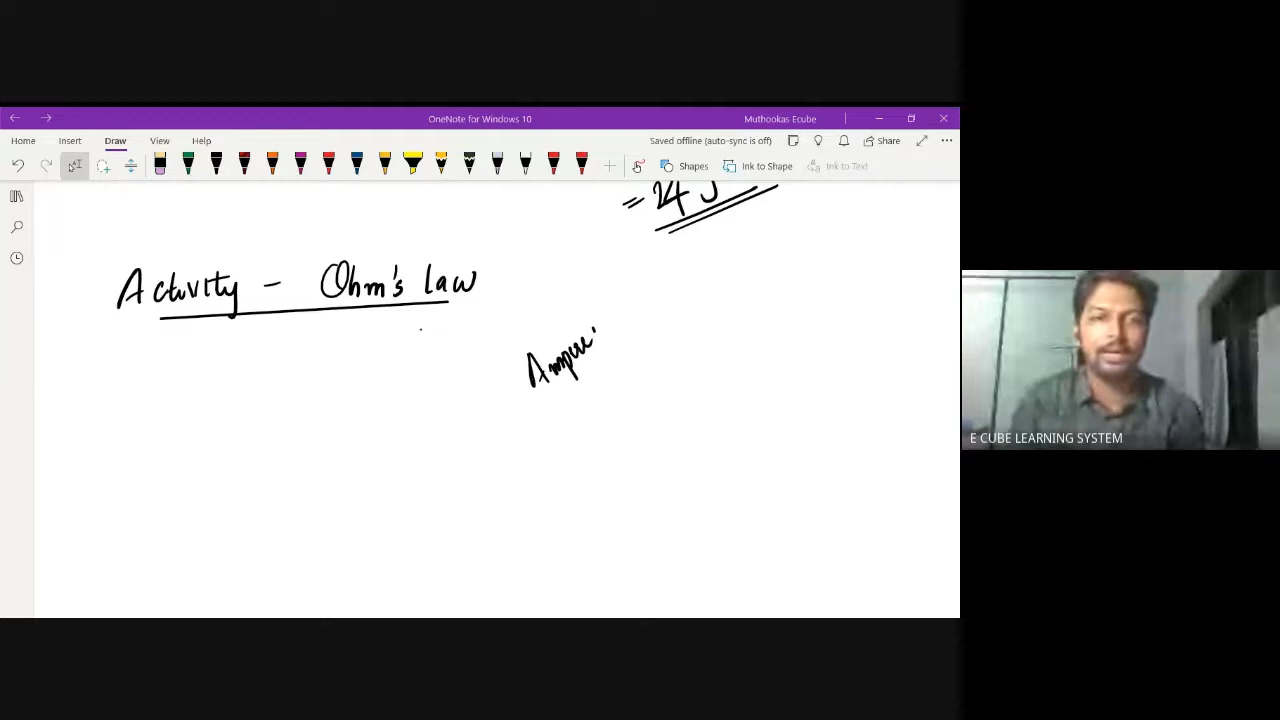 OneNote for Windows 10
Muthookas Ecube
Home Insert Draw View Help
Saved offline (auto-sync is off)
Share
Shapes
Ink to Shape
Ink to Text
= 24 J
Activity - Ohm's law
E CUBE LEARNING SYSTEM